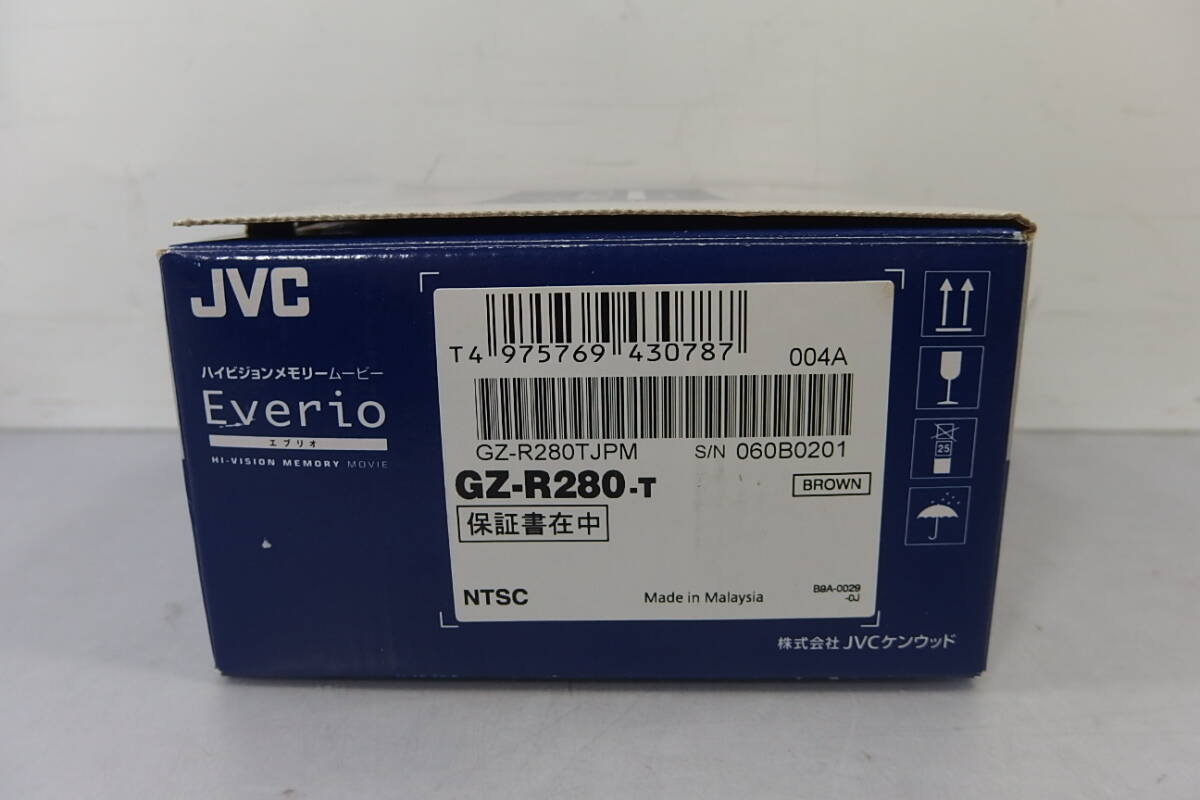 JVC
ハイビジョンメモリームービー
Everio
エブリオ
HI-VISION MEMORY MOVIE
T4 975769 430787
004A
GZ-R280TJPM
S/N 060B0201
GZ-R280-T
BROWN
保証書在中
NTSC
Made in Malaysia
B9A-0029
-0J
25
株式会社 JVCケンウッド